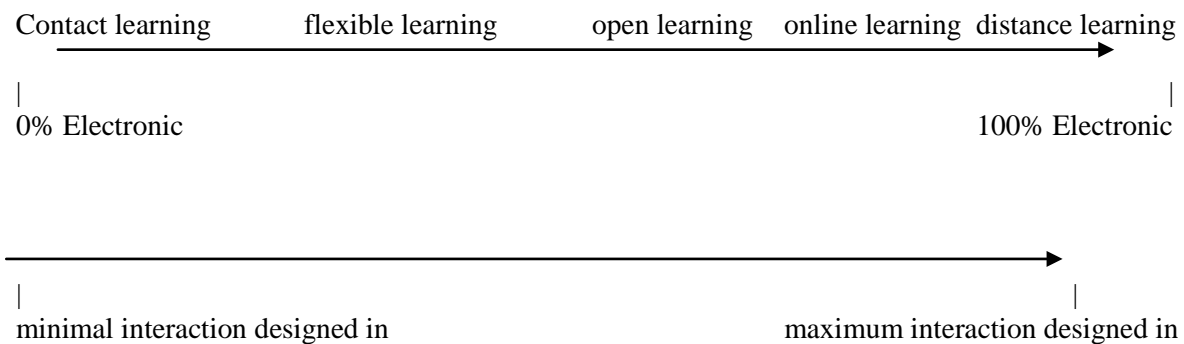 Contact learning flexible learning open learning online learning distance learning
| |
0% Electronic 100% Electronic
| |
minimal interaction designed in maximum interaction designed in